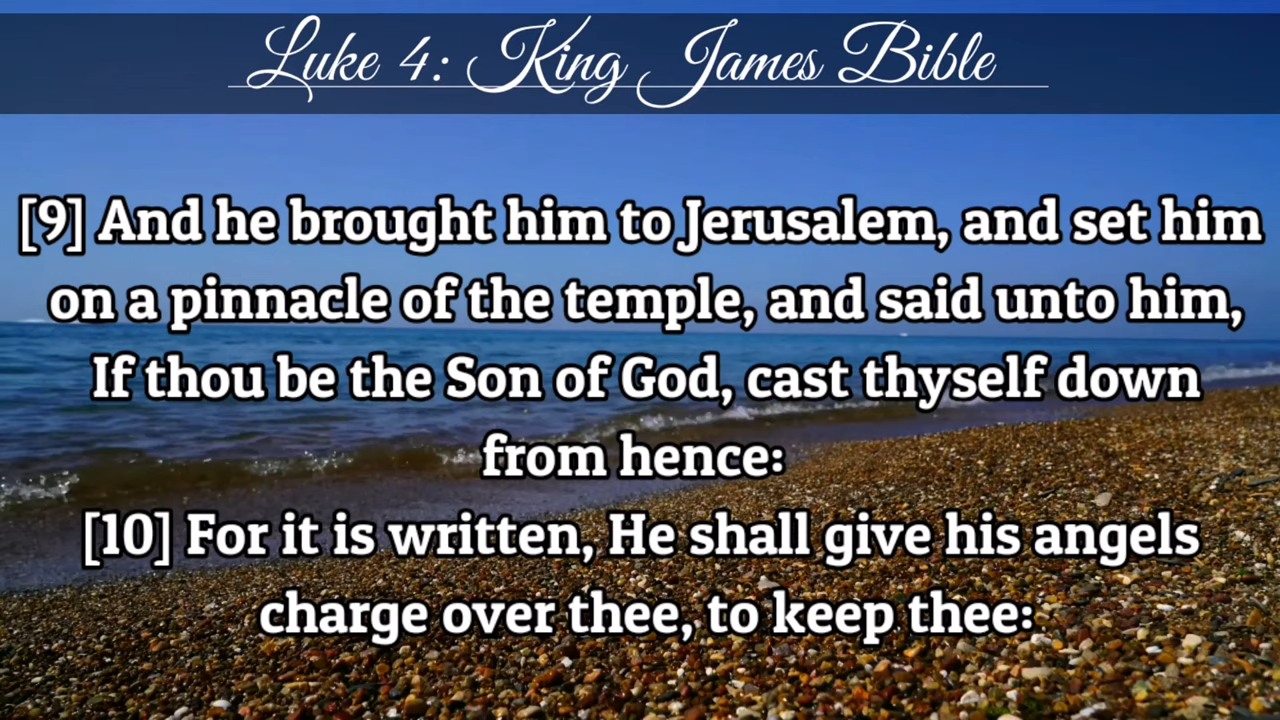 Luke 4: King James Bible
[9] And he brought him to Jerusalem, and set him
on a pinnacle of the temple, and said unto him,
If thou be the Son of God, cast thyself down
from hence:
[10] For it is written, He shall give his angels
charge over thee, to keep thee: